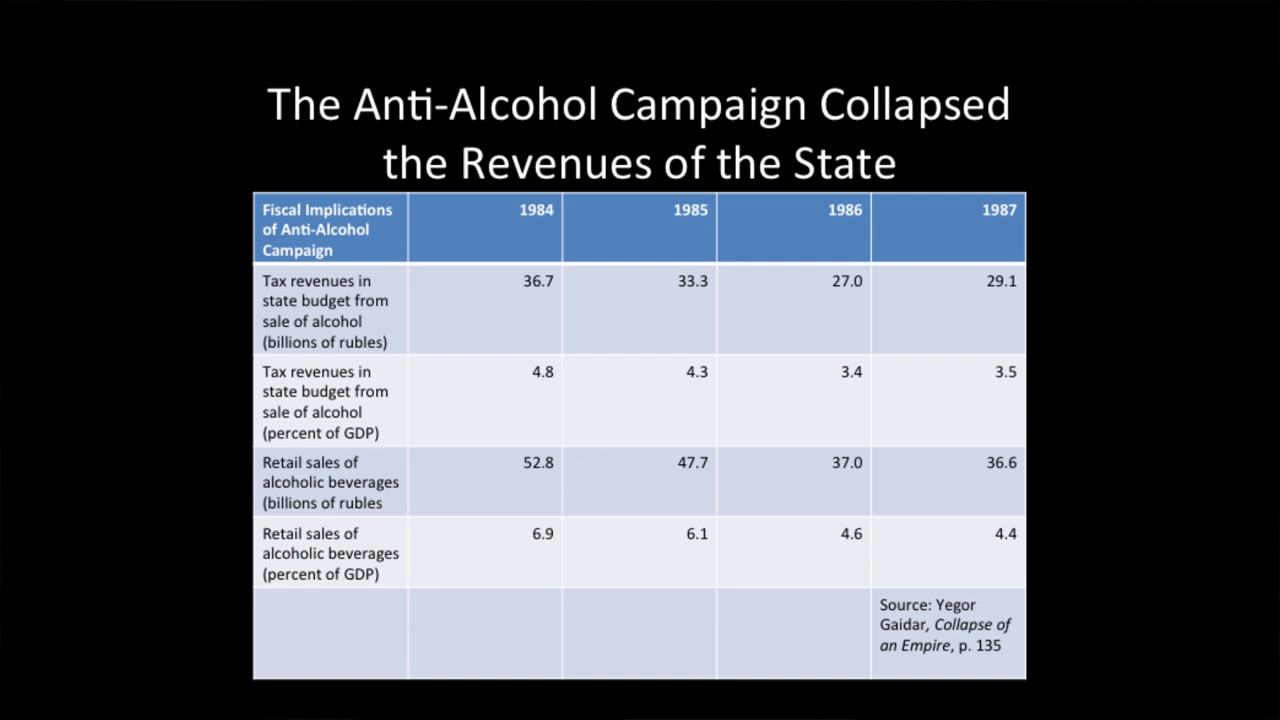 The Anti-Alcohol Campaign Collapsed
the Revenues of the State
Fiscal Implications
of Anti-Alcohol
Campaign
1984
1985
1986
1987
Tax revenues in
state budget from
sale of alcohol
(billions of rubles)
36.7
33.3
27.0
29.1
Tax revenues in
state budget from
sale of alcohol
(percent of GDP)
4.8
4.3
3.4
3.5
Retail sales of
alcoholic beverages
(billions of rubles
52.8
47.7
37.0
36.6
Retail sales of
alcoholic beverages
(percent of GDP)
6.9
6.1
4.6
4.4
Source: Yegor
Gaidar, Collapse of
an Empire, p. 135